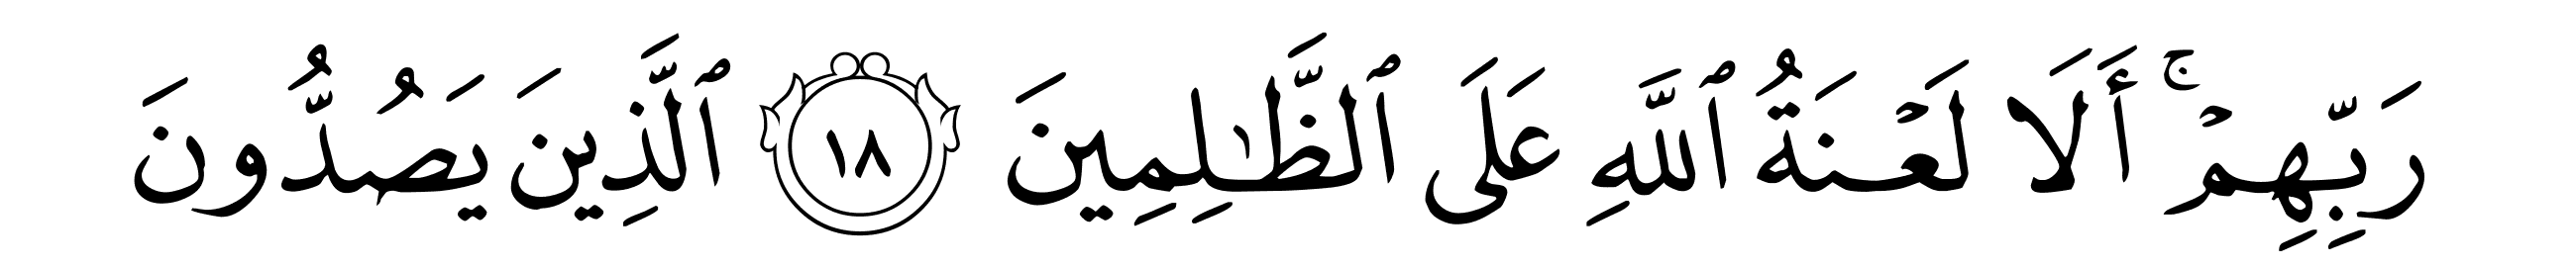 رَبِّهِمْۚ أَلَا لَعْنَةُ ٱللَّهِ عَلَى ٱلظَّـٰلِمِينَ ١٨ ٱلَّذِينَ يَصُدُّونَ